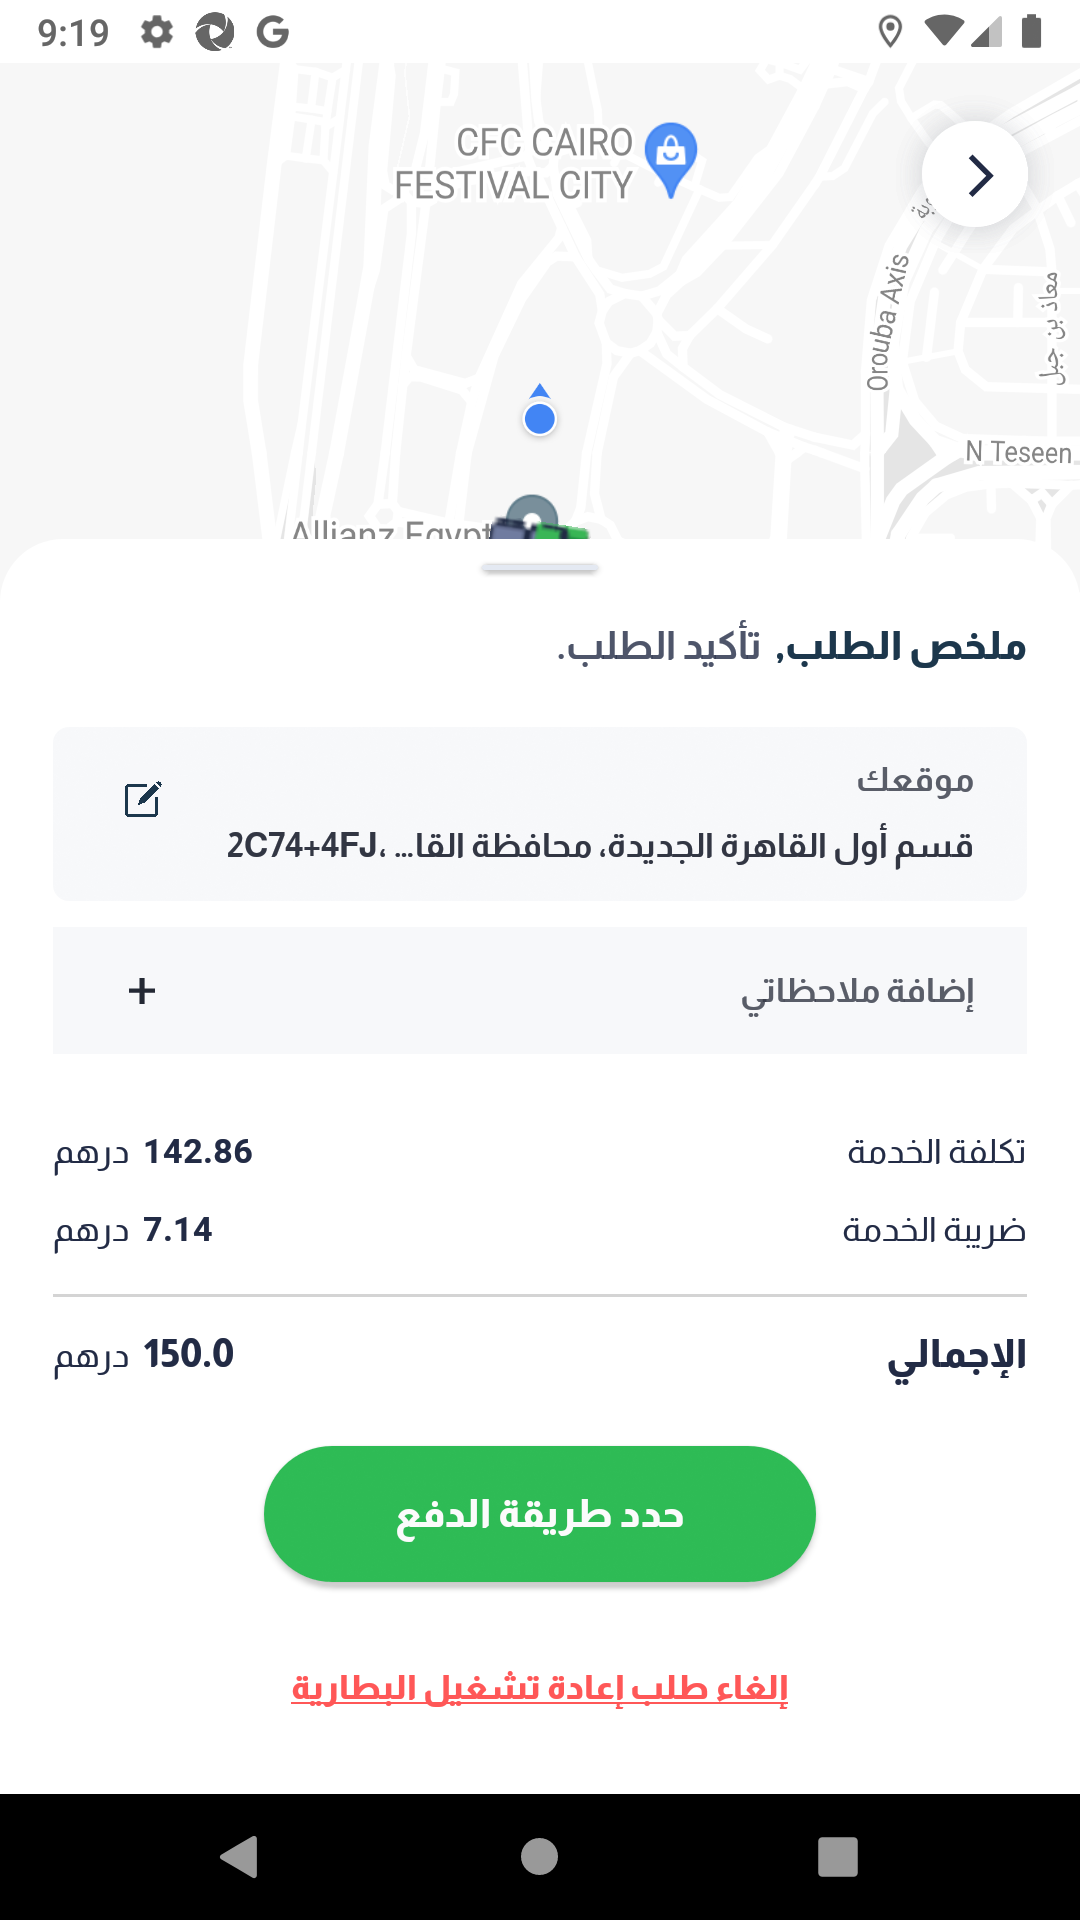 9:19
CFC CAIRO
FESTIVAL CITY
Orouba Axis
معاذ بن جبل
N Teseen
Allianz Egypt
ملخص الطلب, تأكيد الطلب.
موقعك
2C74+4FJ، قسم أول القاهرة الجديدة، محافظة القا...
إضافة ملاحظاتي
+
تكلفة الخدمة 142.86 درهم
ضريبة الخدمة 7.14 درهم
الإجمالي 150.0 درهم
حدد طريقة الدفع
إلغاء طلب إعادة تشغيل البطارية